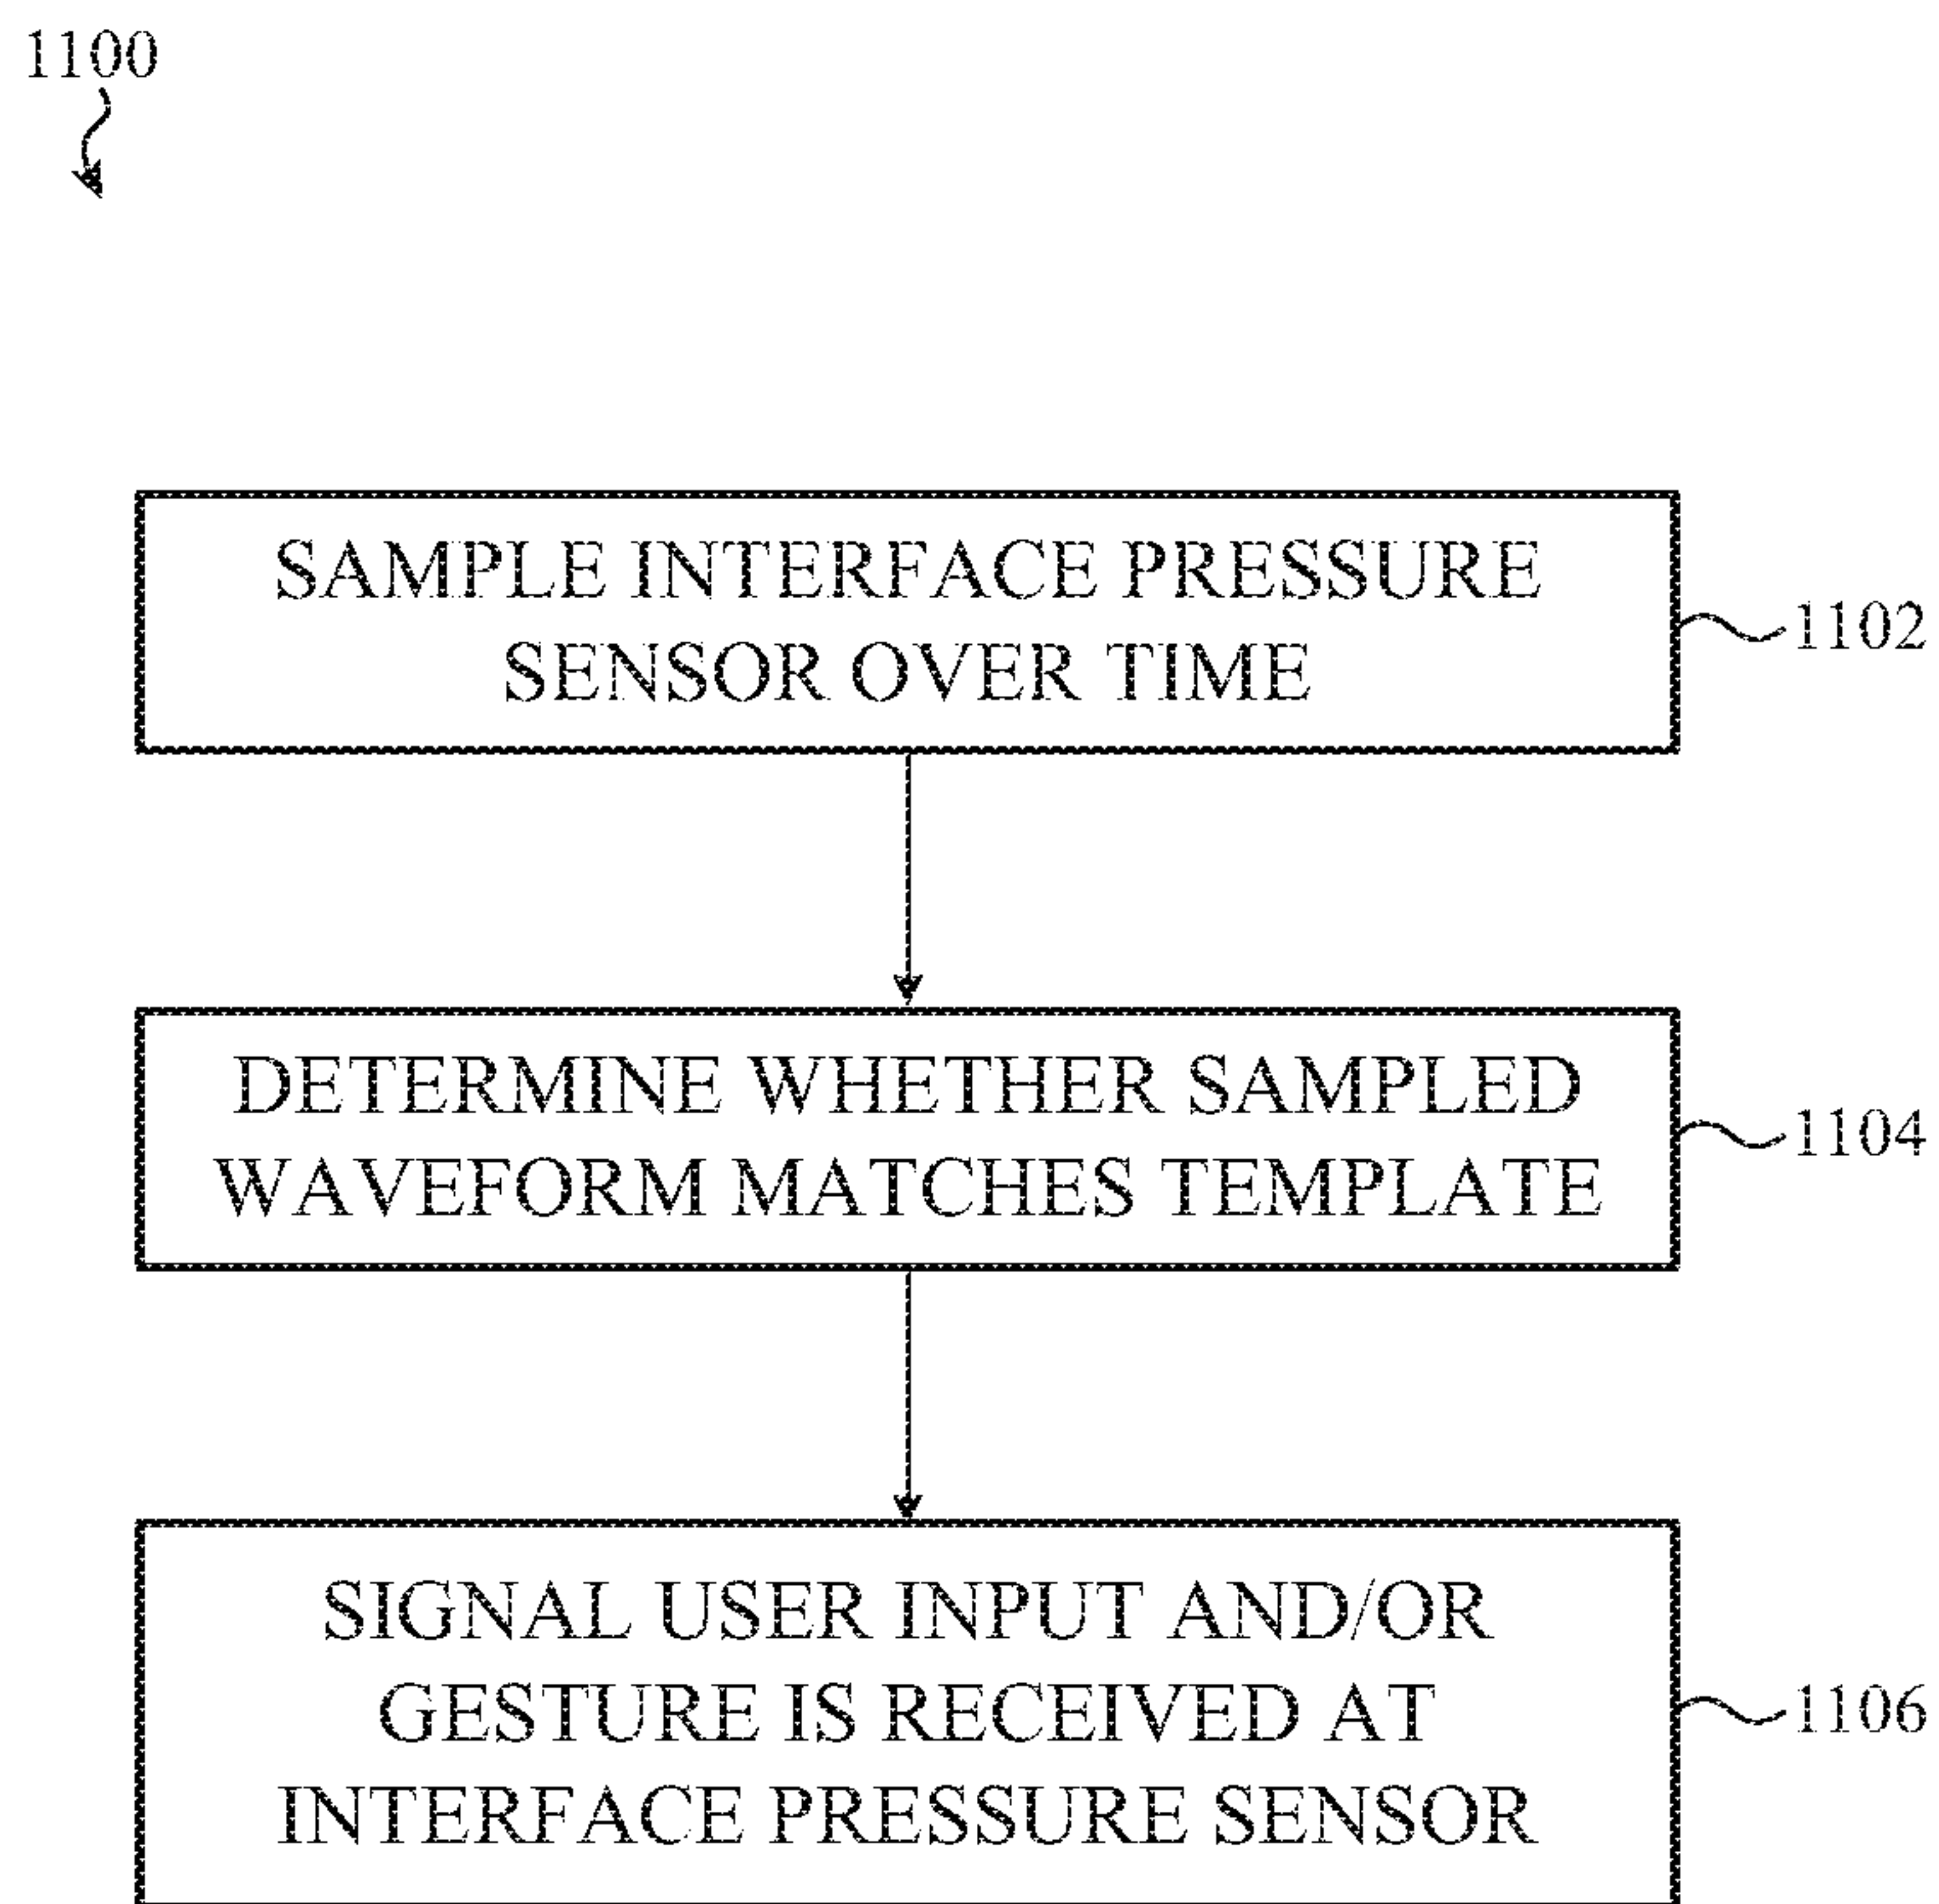 1100
SAMPLE INTERFACE PRESSURE
SENSOR OVER TIME
1102
DETERMINE WHETHER SAMPLED
WAVEFORM MATCHES TEMPLATE
1104
SIGNAL USER INPUT AND/OR
GESTURE IS RECEIVED AT
INTERFACE PRESSURE SENSOR
1106